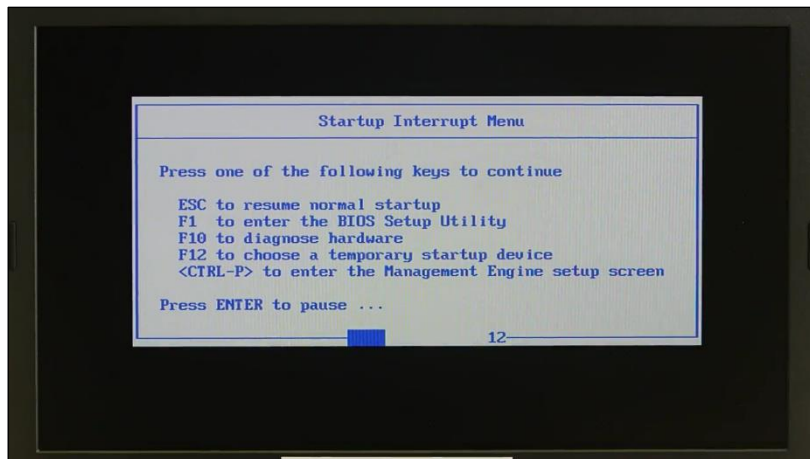 Startup Interrupt Menu
Press one of the following keys to continue
ESC to resume normal startup
F1 to enter the BIOS Setup Utility
F10 to diagnose hardware
F12 to choose a temporary startup device
<CTRL-P> to enter the Management Engine setup screen
Press ENTER to pause ...
12